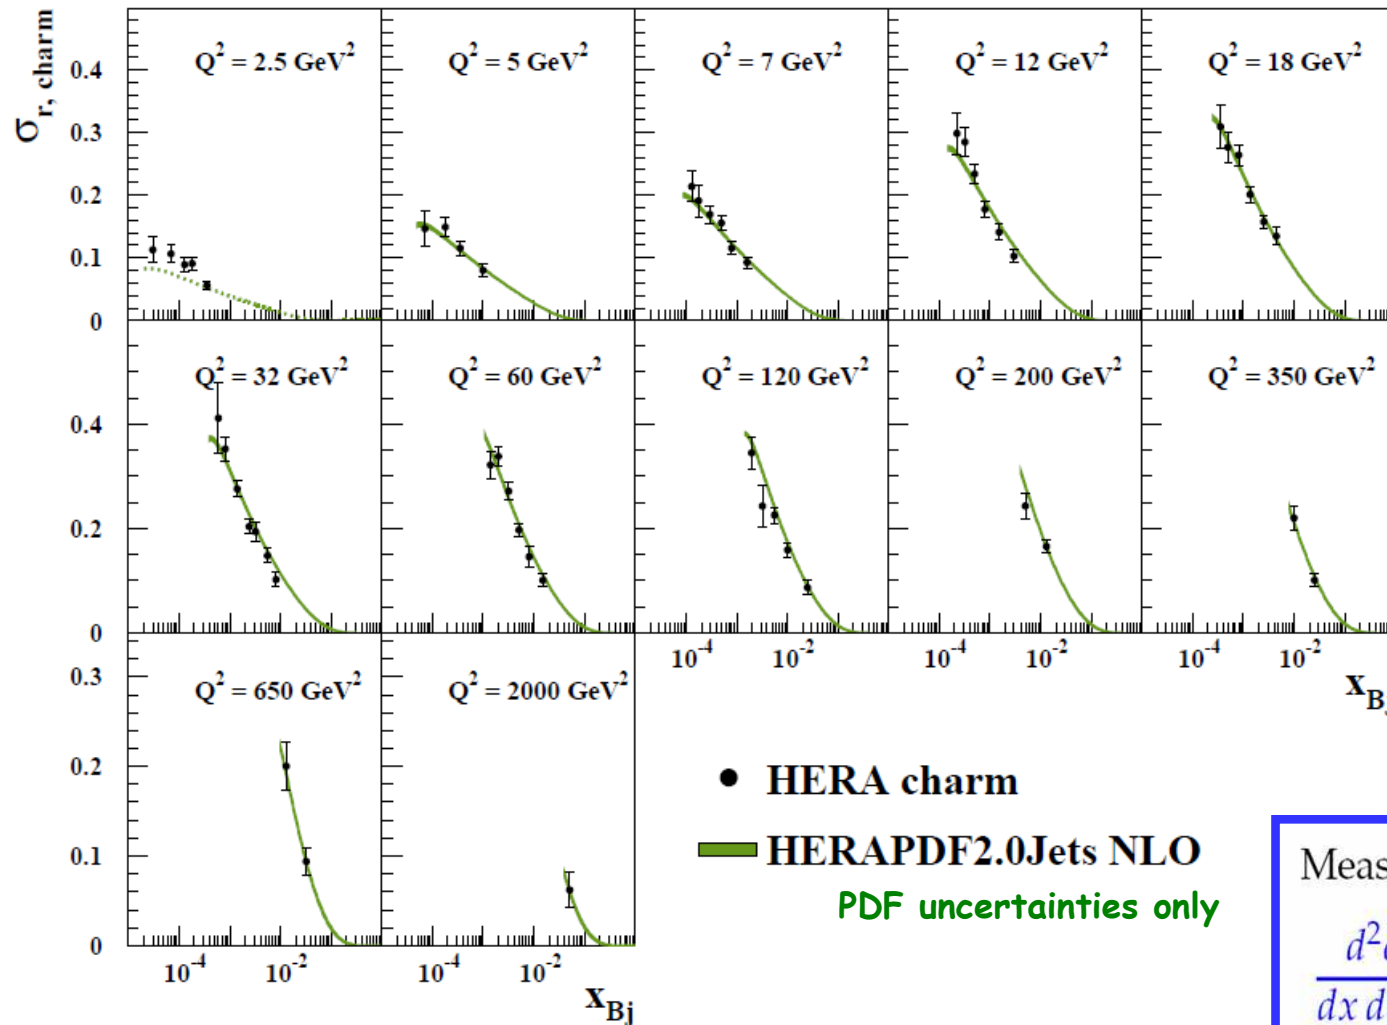 σr, charm
Q² = 2.5 GeV²
Q² = 5 GeV²
Q² = 7 GeV²
Q² = 12 GeV²
Q² = 18 GeV²
0.4
0.3
0.2
0.1
0
Q² = 32 GeV²
Q² = 60 GeV²
Q² = 120 GeV²
Q² = 200 GeV²
Q² = 350 GeV²
0.4
0.2
0
10⁻⁴ 10⁻² 10⁻⁴ 10⁻² 10⁻⁴ 10⁻²
xB
Q² = 650 GeV²
Q² = 2000 GeV²
0.3
0.2
0.1
0
10⁻⁴ 10⁻² 10⁻⁴ 10⁻²
xBj
HERA charm
HERAPDF2.0Jets NLO
PDF uncertainties only
Meas
d²
dx d